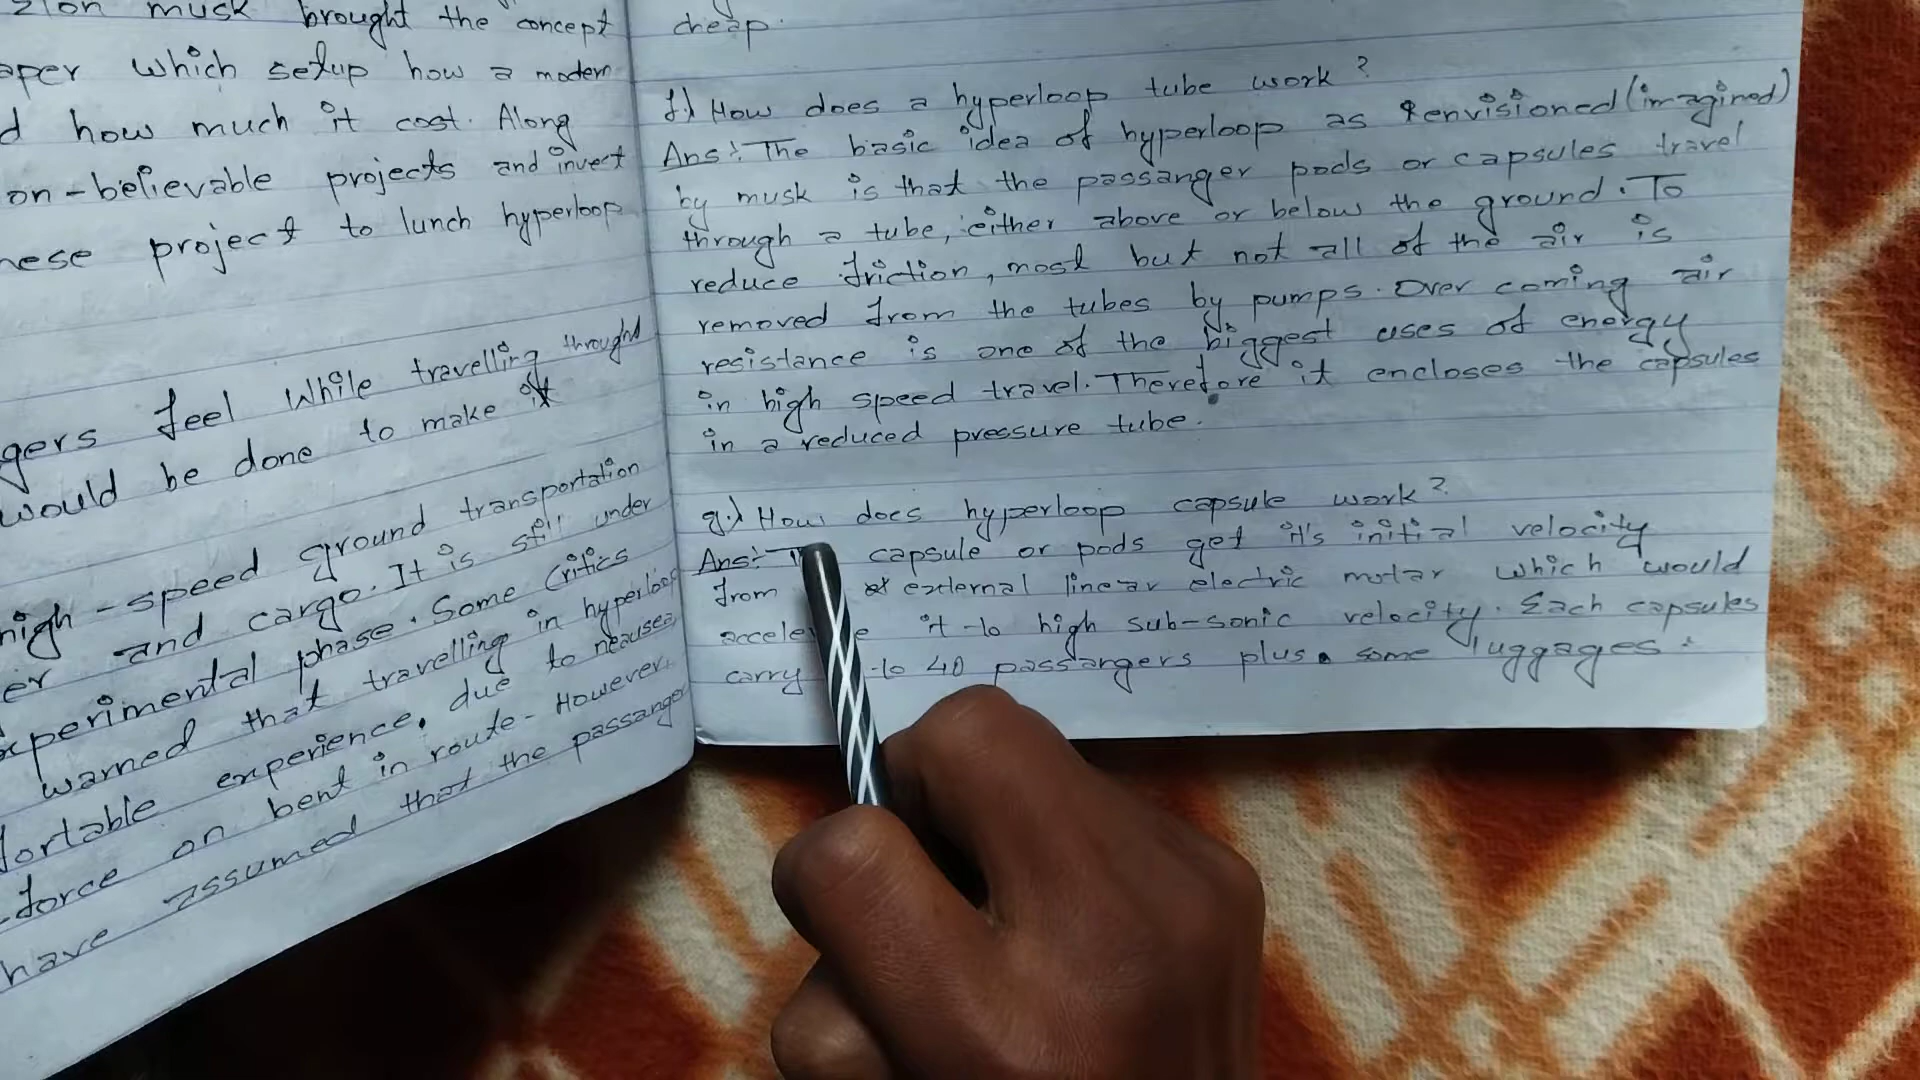 musk brought the concept
aper which setup how a modern
d how much it cost. Along
on-believable projects and invest
hese project to lunch hyperloop
gers feel while travelling throught
would be done to make it
high-speed ground transportation
er and cargo. It is still under
xperimental phase. Some Critics
warned that travelling in hyperloop
fortable experience, due to neausea
force on bent in route. However,
have assumed that the passanger
cheap.
f.) How does a hyperloop tube work?
Ans:- The basic idea of hyperloop as envisioned (imagined)
by musk is that the passanger pods or capsules travel
through a tube, either above or below the ground. To
reduce friction, most but not all of the air is
removed from the tubes by pumps. Over coming air
resistance is one of the biggest uses of energy
in high speed travel. Therefore it encloses the capsules
in a reduced pressure tube.
g.) How does hyperloop capsule work?
Ans:- capsule or pods get it's initial velocity
from external linear electric motar which would
accele e it to high sub-sonic velocity. Each capsules
carry to 40 passangers plus some luggages.